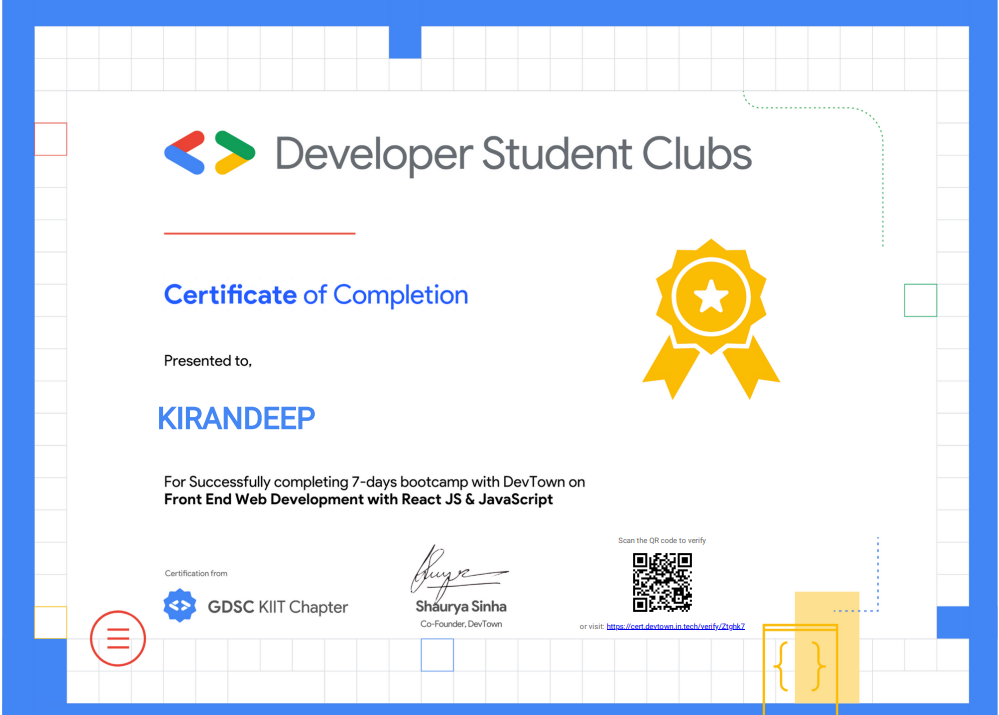 Developer Student Clubs
Certificate of Completion
Presented to,
KIRANDEEP
For Successfully completing 7-days bootcamp with DevTown on
Front End Web Development with React JS & JavaScript
Scan the QR code to verify
Certification from
GDSC KIIT Chapter
Shaurya Sinha
Co-Founder, DevTown
or visit: https://cert.devtown.in.tech/verify/Ztghk7
{ }